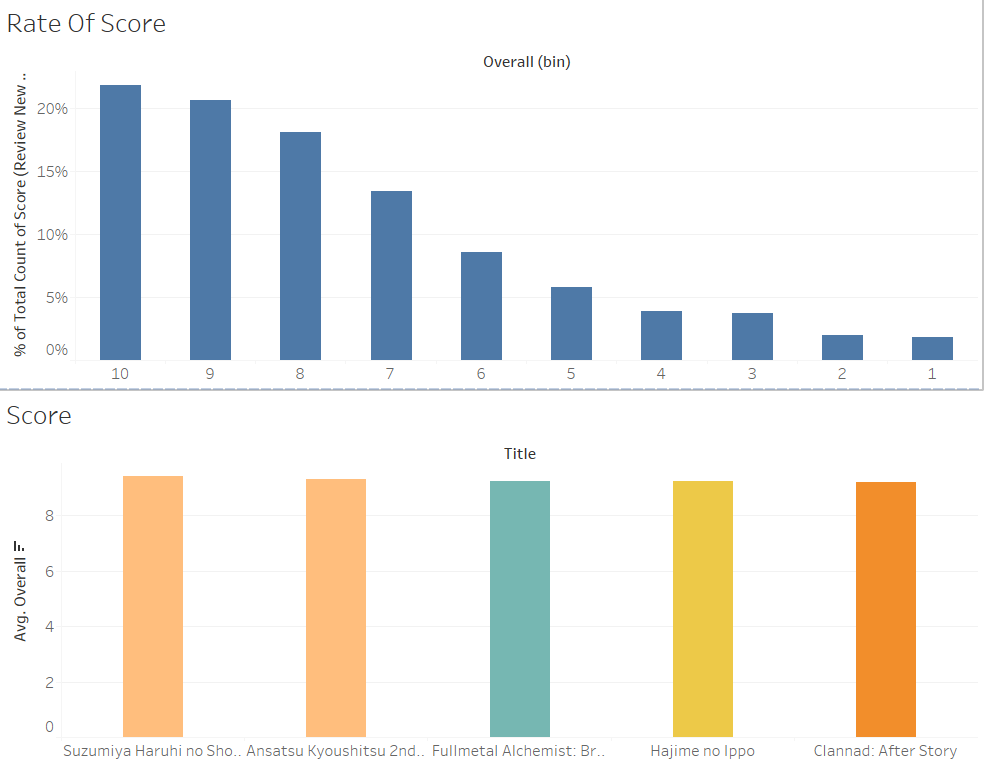 Rate Of Score
Overall (bin)
% of Total Count of Score (Review New ..
20%
15%
10%
5%
0%
10 9 8 7 6 5 4 3 2 1
Score
Title
Avg. Overall
8
6
4
2
0
Suzumiya Haruhi no Sho.. Ansatsu Kyoushitsu 2nd.. Fullmetal Alchemist: Br.. Hajime no Ippo Clannad: After Story